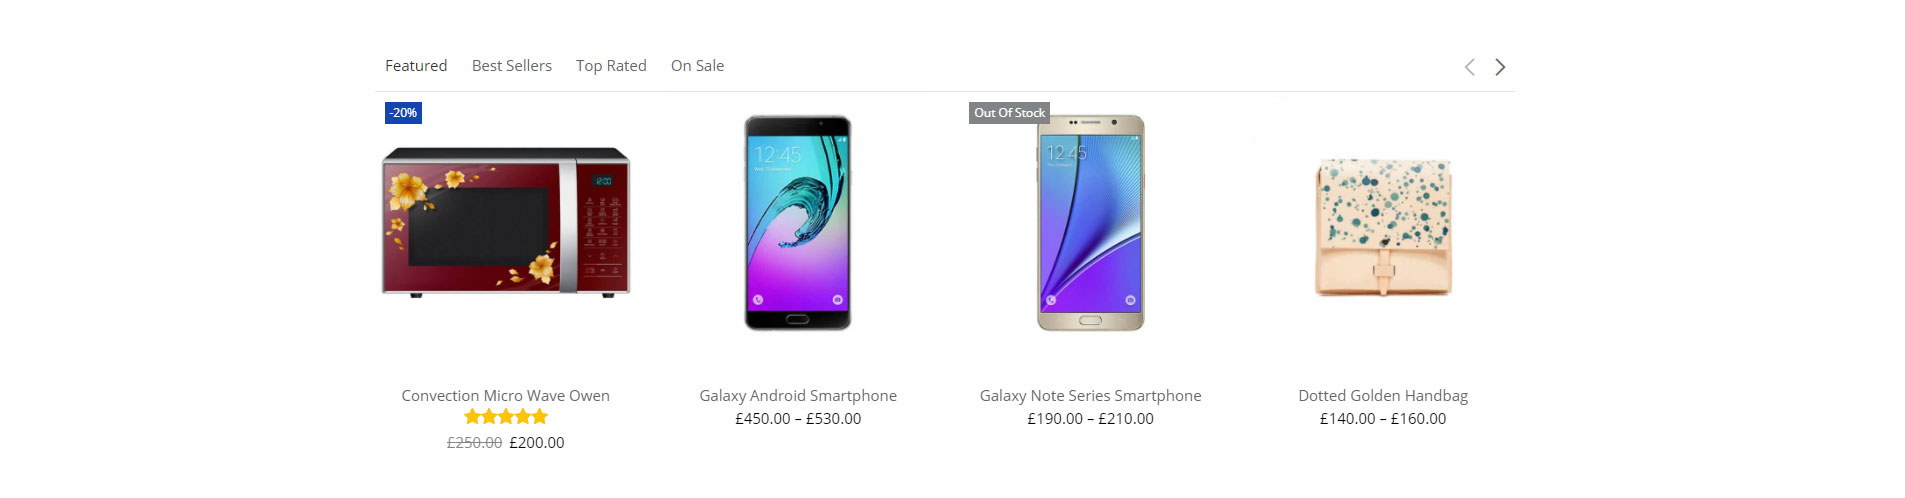 Featured Best Sellers Top Rated On Sale
-20%
Out Of Stock
12:45
12:45
12:00
Convection Micro Wave Owen
Galaxy Android Smartphone
Galaxy Note Series Smartphone
Dotted Golden Handbag
£450.00 – £530.00
£190.00 – £210.00
£140.00 – £160.00
£250.00 £200.00